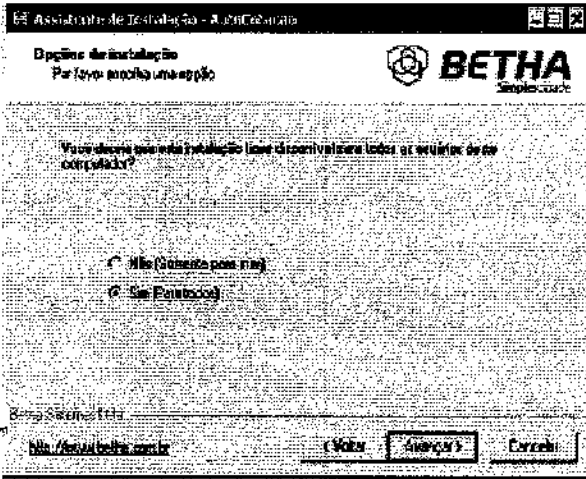 Assistente de Instalação - AutoCotacao
Opções de instalação
Por favor escolha uma opção
BETHA
Simplescidade
Você deseja que esta instalação fique disponível para todos os usuários deste
computador?
Não (Somente para mim)
Sim (Para todos)
Betha Sistemas Ltda
< Voltar
Avançar >
Cancelar